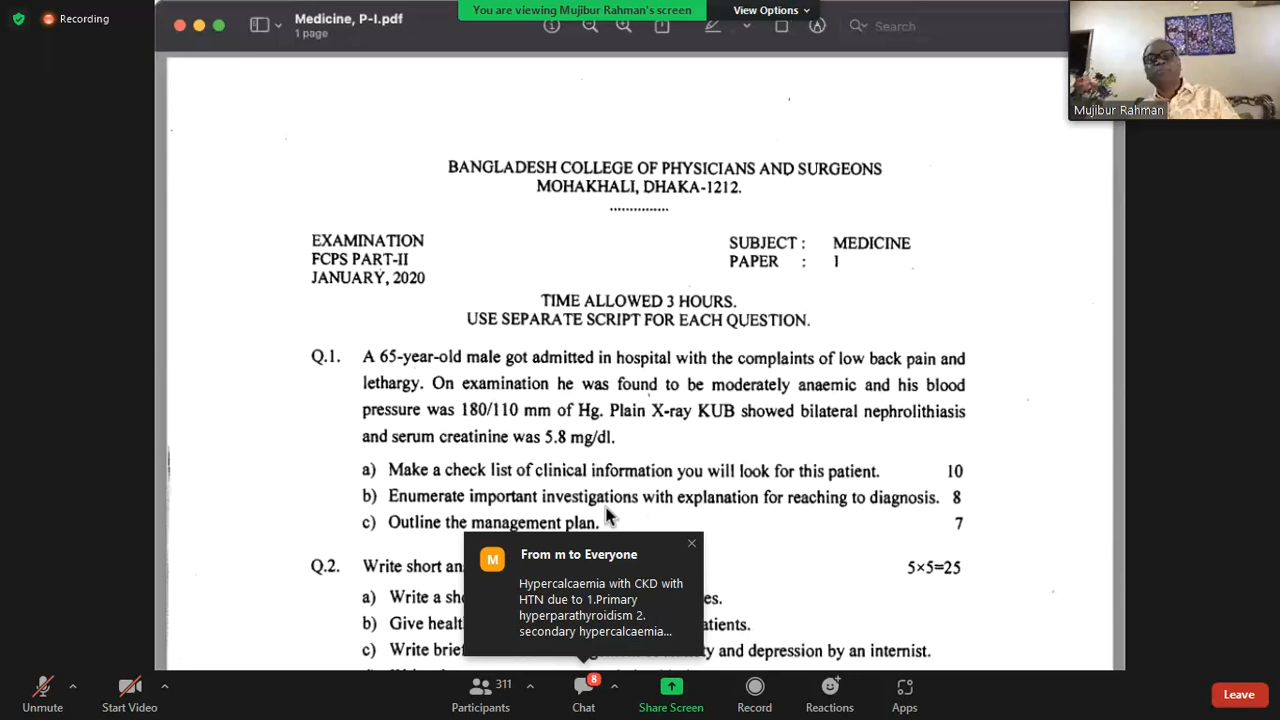 Recording
Medicine, P-I.pdf
1 page
You are viewing Mujibur Rahman's screen
View Options
Search
Mujibur Rahman
BANGLADESH COLLEGE OF PHYSICIANS AND SURGEONS
MOHAKHALI, DHAKA-1212.
...............
EXAMINATION
FCPS PART-II
JANUARY, 2020
SUBJECT : MEDICINE
PAPER : 1
TIME ALLOWED 3 HOURS.
USE SEPARATE SCRIPT FOR EACH QUESTION.
Q.1. A 65-year-old male got admitted in hospital with the complaints of low back pain and
lethargy. On examination he was found to be moderately anaemic and his blood
pressure was 180/110 mm of Hg. Plain X-ray KUB showed bilateral nephrolithiasis
and serum creatinine was 5.8 mg/dl.
a) Make a check list of clinical information you will look for this patient. 10
b) Enumerate important investigations with explanation for reaching to diagnosis. 8
c) Outline the management plan. 7
Q.2. Write short 5×5=25
a) Write a
b) Give
c) Write and depression by an internist.
M
From m to Everyone
Hypercalcaemia with CKD with
HTN due to 1.Primary
hyperparathyroidism 2.
secondary hypercalcaemia...
Unmute
Start Video
311
Participants
8
Chat
Share Screen
Record
Reactions
Apps
Leave